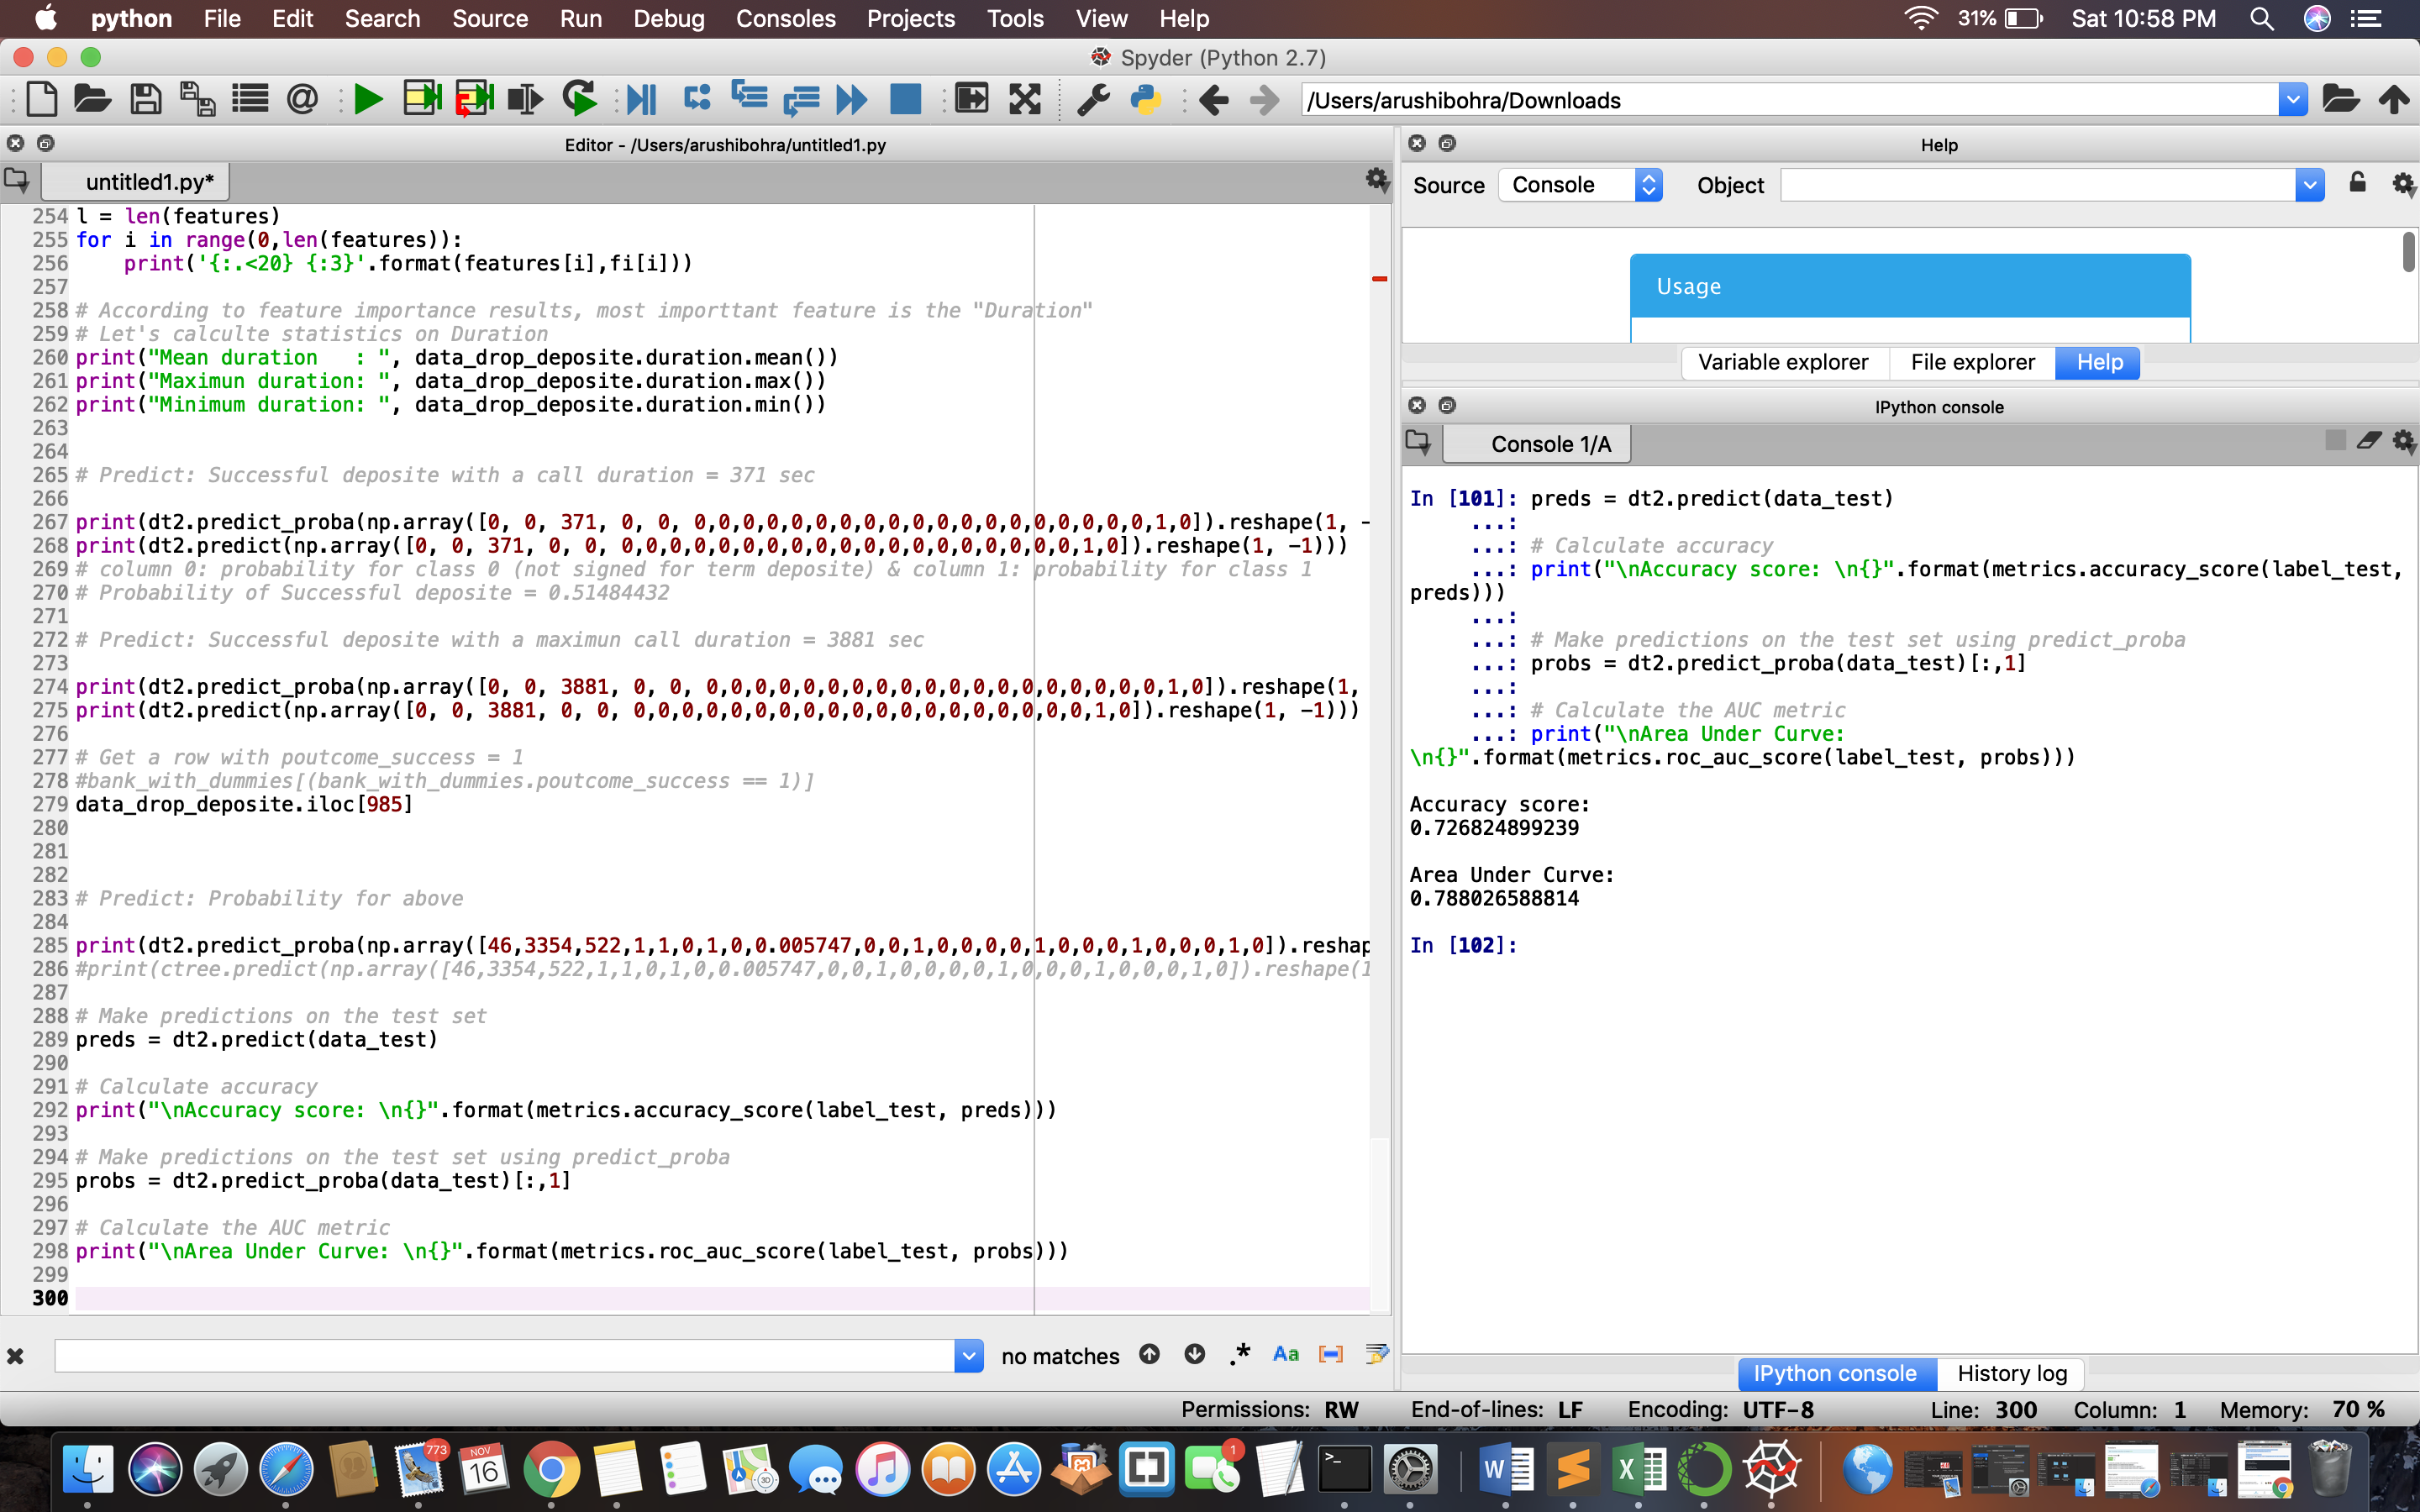 python File Edit Search Source Run Debug Consoles Projects Tools View Help 31% Sat 10:58 PM
Spyder (Python 2.7)
/Users/arushibohra/Downloads
Editor - /Users/arushibohra/untitled1.py
untitled1.py*
254 l = len(features)
255 for i in range(0,len(features)):
256     print('{:.<20} {:3}'.format(features[i],fi[i]))
257
258 # According to feature importance results, most importtant feature is the "Duration"
259 # Let's calculte statistics on Duration
260 print("Mean duration   : ", data_drop_deposite.duration.mean())
261 print("Maximun duration: ", data_drop_deposite.duration.max())
262 print("Minimum duration: ", data_drop_deposite.duration.min())
263
264
265 # Predict: Successful deposite with a call duration = 371 sec
266
267 print(dt2.predict_proba(np.array([0, 0, 371, 0, 0, 0,0,0,0,0,0,0,0,0,0,0,0,0,0,0,0,0,0,0,1,0]).reshape(1, -
268 print(dt2.predict(np.array([0, 0, 371, 0, 0, 0,0,0,0,0,0,0,0,0,0,0,0,0,0,0,0,0,0,0,1,0]).reshape(1, -1)))
269 # column 0: probability for class 0 (not signed for term deposite) & column 1: probability for class 1
270 # Probability of Successful deposite = 0.51484432
271
272 # Predict: Successful deposite with a maximun call duration = 3881 sec
273
274 print(dt2.predict_proba(np.array([0, 0, 3881, 0, 0, 0,0,0,0,0,0,0,0,0,0,0,0,0,0,0,0,0,0,0,1,0]).reshape(1,
275 print(dt2.predict(np.array([0, 0, 3881, 0, 0, 0,0,0,0,0,0,0,0,0,0,0,0,0,0,0,0,0,0,0,1,0]).reshape(1, -1)))
276
277 # Get a row with poutcome_success = 1
278 #bank_with_dummies[(bank_with_dummies.poutcome_success == 1)]
279 data_drop_deposite.iloc[985]
280
281
282
283 # Predict: Probability for above
284
285 print(dt2.predict_proba(np.array([46,3354,522,1,1,0,1,0,0.005747,0,0,1,0,0,0,0,1,0,0,0,1,0,0,0,1,0]).reshap
286 #print(ctree.predict(np.array([46,3354,522,1,1,0,1,0,0.005747,0,0,1,0,0,0,0,1,0,0,0,1,0,0,0,1,0]).reshape(1
287
288 # Make predictions on the test set
289 preds = dt2.predict(data_test)
290
291 # Calculate accuracy
292 print("\nAccuracy score: \n{}".format(metrics.accuracy_score(label_test, preds)))
293
294 # Make predictions on the test set using predict_proba
295 probs = dt2.predict_proba(data_test)[:,1]
296
297 # Calculate the AUC metric
298 print("\nArea Under Curve: \n{}".format(metrics.roc_auc_score(label_test, probs)))
299
300
no matches .* Aa
Help
Source Console Object
Usage
Variable explorer File explorer Help
IPython console
Console 1/A
In [101]: preds = dt2.predict(data_test)
     ...:
     ...: # Calculate accuracy
     ...: print("\nAccuracy score: \n{}".format(metrics.accuracy_score(label_test,
preds)))
     ...:
     ...: # Make predictions on the test set using predict_proba
     ...: probs = dt2.predict_proba(data_test)[:,1]
     ...:
     ...: # Calculate the AUC metric
     ...: print("\nArea Under Curve:
\n{}".format(metrics.roc_auc_score(label_test, probs)))
Accuracy score:
0.726824899239
Area Under Curve:
0.788026588814
In [102]:
IPython console History log
Permissions: RW End-of-lines: LF Encoding: UTF-8 Line: 300 Column: 1 Memory: 70 %
773
NOV
16
3D
1